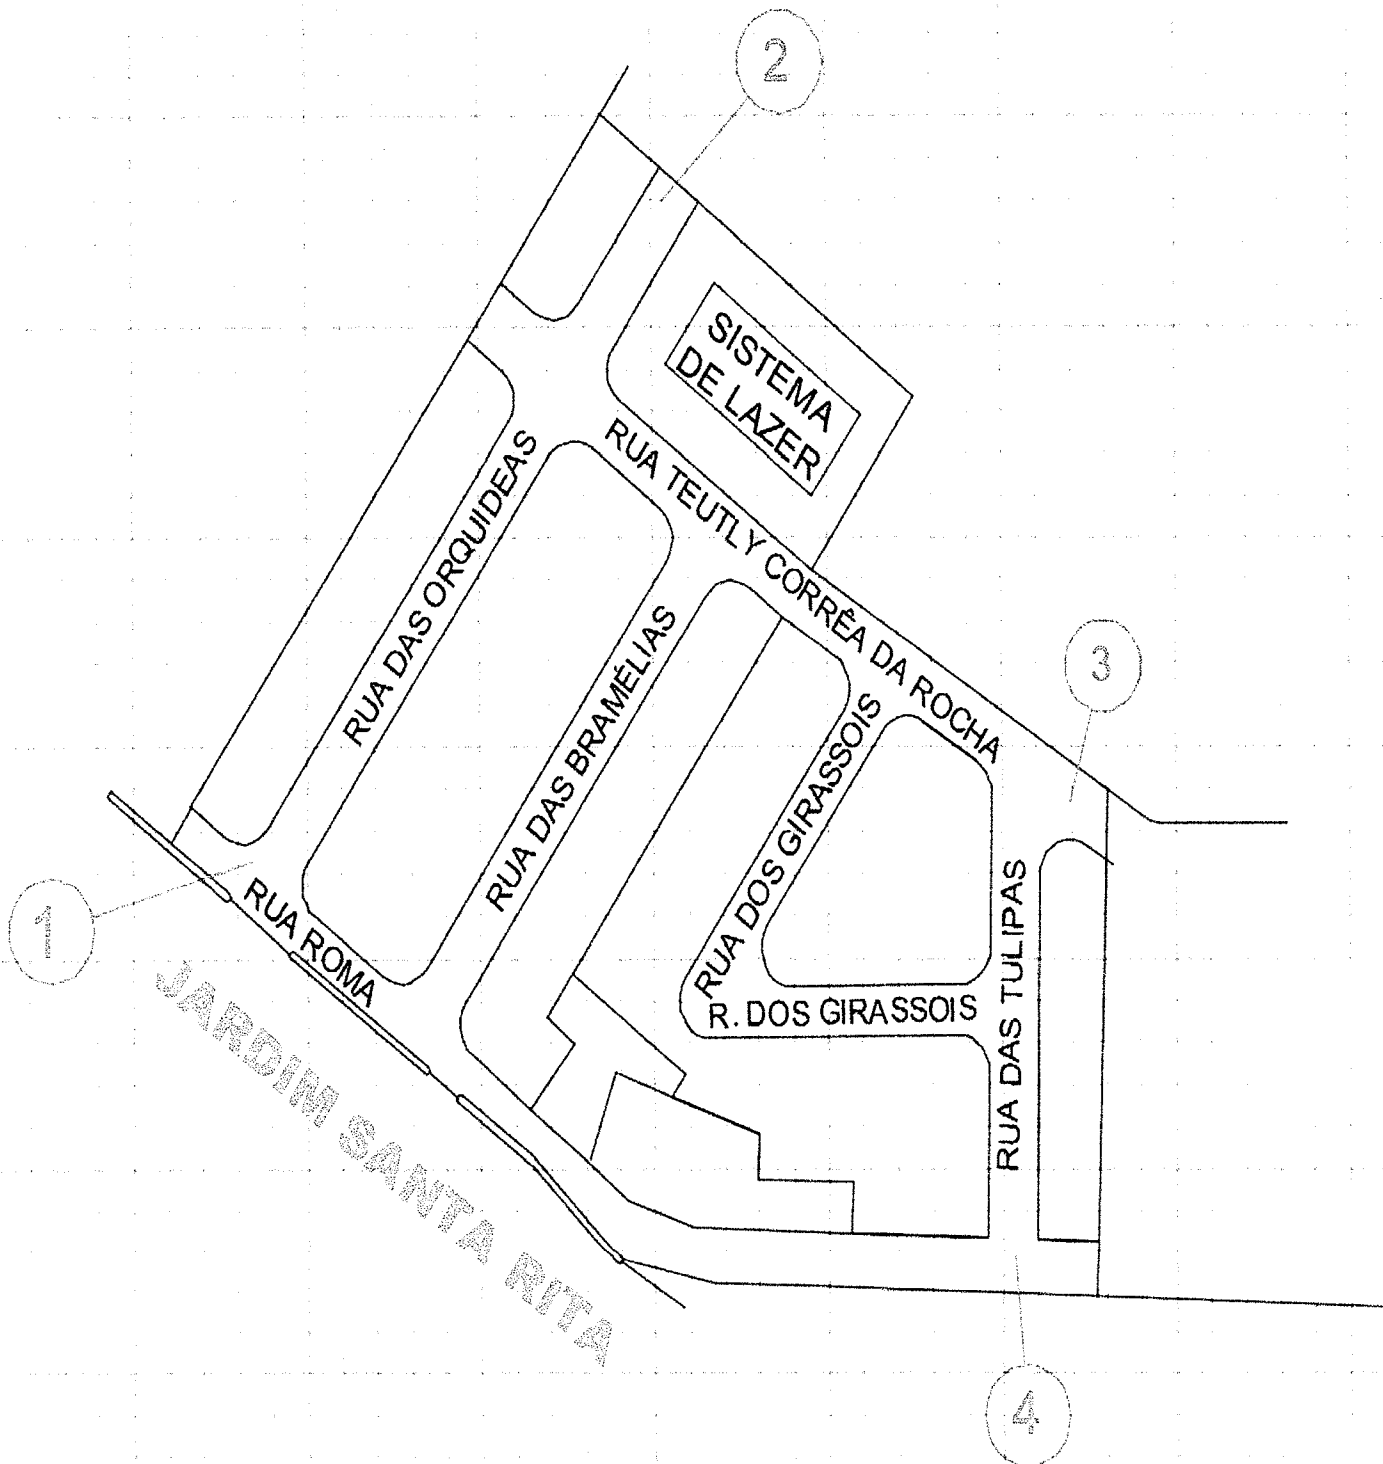 2
SISTEMA
DE LAZER
RUA TEUTLY CORRÊA DA ROCHA
RUA DAS ORQUIDEAS
RUA DAS BRAMÉLIAS
3
RUA DOS GIRASSOIS
1
RUA ROMA
R. DOS GIRASSOIS
RUA DAS TULIPAS
JARDIM SANTA RITA
4